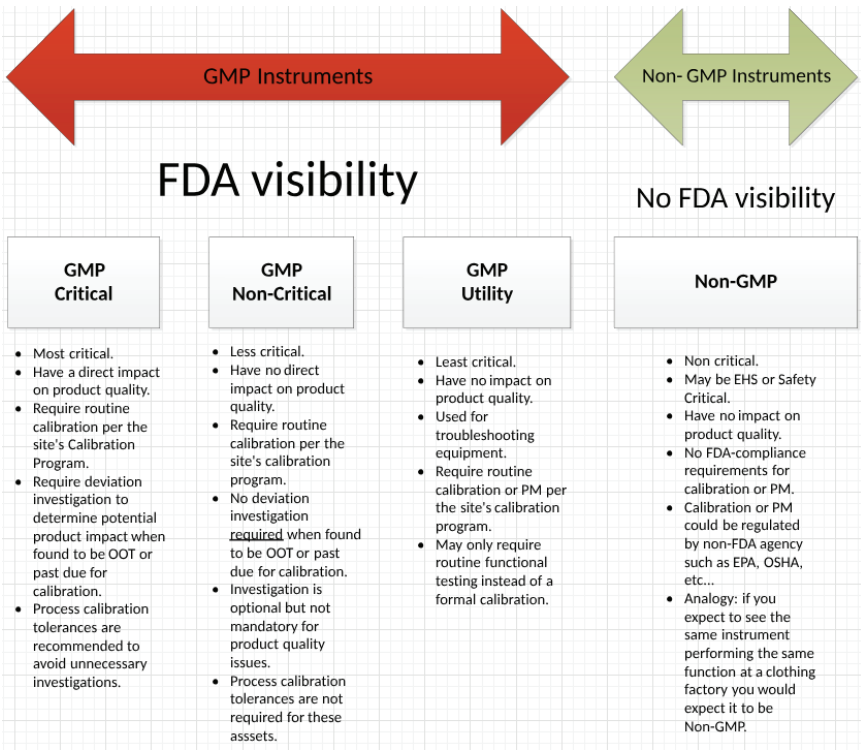 GMP Instruments
Non- GMP Instruments
FDA visibility
No FDA visibility
GMP
Critical
• Most critical.
• Have a direct impact
on product quality.
• Require routine
calibration per the
site's Calibration
Program.
• Require deviation
investigation to
determine potential
product impact when
found to be OOT or
past due for
calibration.
• Process calibration
tolerances are
recommended to
avoid unnecessary
investigations.
GMP
Non-Critical
• Less critical.
• Have no direct
impact on product
quality.
• Require routine
calibration per the
site's calibration
program.
• No deviation
investigation
required when found
to be OOT or past
due for calibration.
• Investigation is
optional but not
mandatory for
product quality
issues.
• Process calibration
tolerances are not
required for these
asssets.
GMP
Utility
• Least critical.
• Have no impact on
product quality.
• Used for
troubleshooting
equipment.
• Require routine
calibration or PM per
the site's calibration
program.
• May only require
routine functional
testing instead of a
formal calibration.
Non-GMP
• Non critical.
• May be EHS or Safety
Critical.
• Have no impact on
product quality.
• No FDA-compliance
requirements for
calibration or PM.
• Calibration or PM
could be regulated
by non-FDA agency
such as EPA, OSHA,
etc...
• Analogy: if you
expect to see the
same instrument
performing the same
function at a clothing
factory you would
expect it to be
Non-GMP.